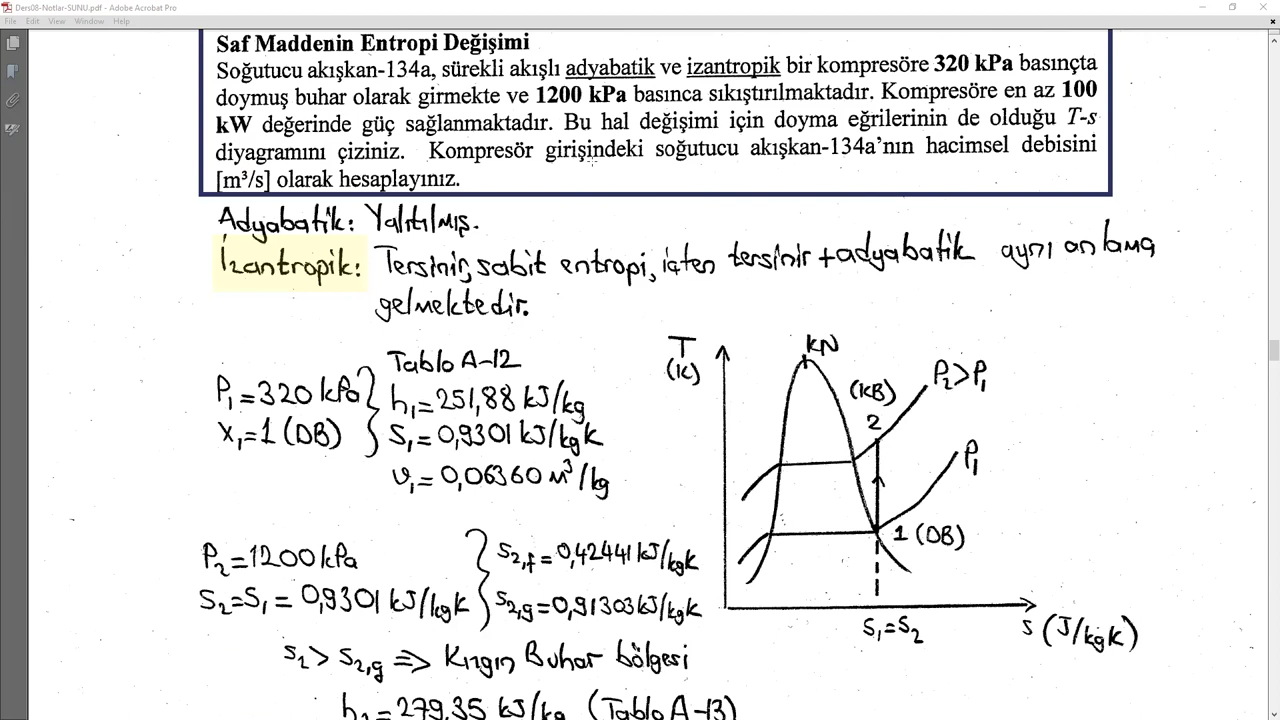 Ders08-Notlar-SUNU.pdf - Adobe Acrobat Pro
File Edit View Window Help
Saf Maddenin Entropi Değişimi
Soğutucu akışkan-134a, sürekli akışlı adyabatik ve izantropik bir kompresöre 320 kPa basınçta
doymuş buhar olarak girmekte ve 1200 kPa basınca sıkıştırılmaktadır. Kompresöre en az 100
kW değerinde güç sağlanmaktadır. Bu hal değişimi için doyma eğrilerinin de olduğu T-s
diyagramını çiziniz. Kompresör girişindeki soğutucu akışkan-134a'nın hacimsel debisini
[m³/s] olarak hesaplayınız.
Adyabatik: Yalıtılmış.
İzantropik: Tersinir, sabit entropi, içten tersinir + adyabatik aynı anlama
gelmektedir.
Tablo A-12
P₁ = 320 kPa
x₁ = 1 (DB)
h₁ = 251,88 kJ/kg
s₁ = 0,9301 kJ/kgK
v₁ = 0,06360 m³/kg
P₂ = 1200 kPa
s₂ = s₁ = 0,9301 kJ/kgK
s₂,f = 0,42441 kJ/kgK
s₂,g = 0,91303 kJ/kgK
s₂ > s₂,g ⇒ Kızgın Buhar bölgesi
h₂ = 279,35 kJ/kg (Tablo A-13)
T
(K)
KN
(KB)
2
P₂>P₁
P₁
1 (DB)
s₁=s₂
s (J/kgK)